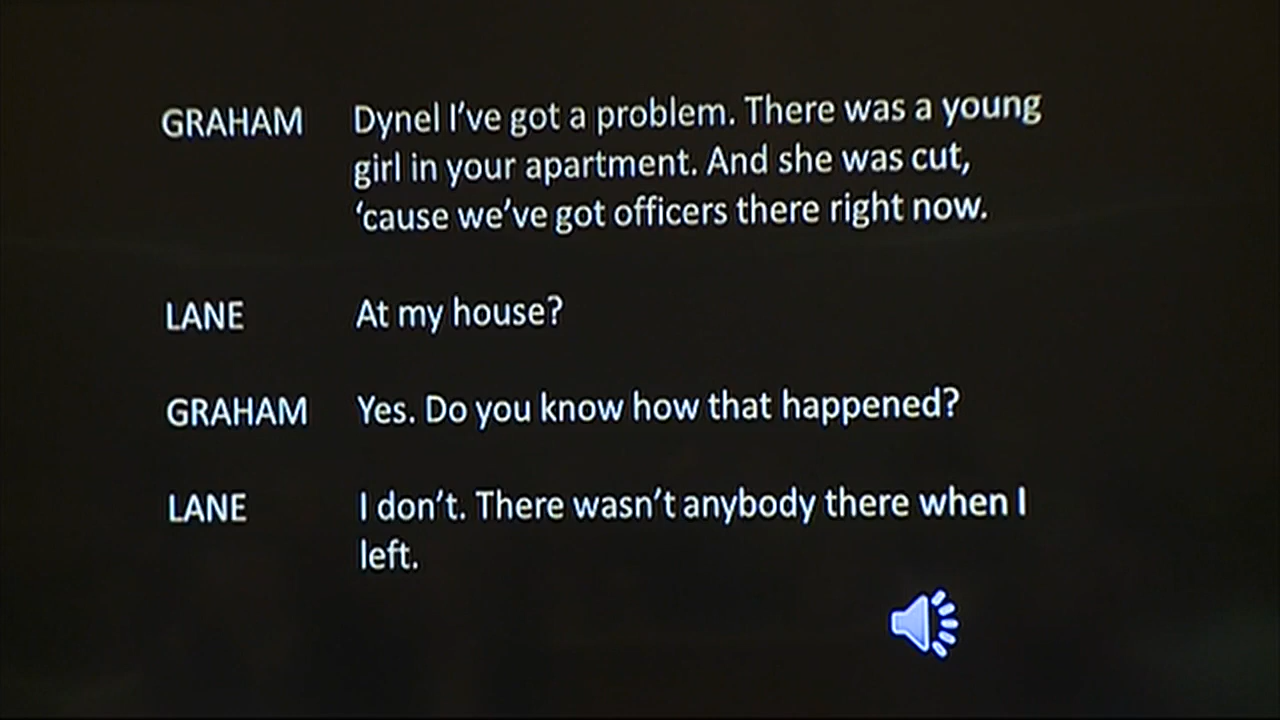 GRAHAM Dynel I've got a problem. There was a young
girl in your apartment. And she was cut,
‘cause we've got officers there right now.
LANE At my house?
GRAHAM Yes. Do you know how that happened?
LANE I don't. There wasn't anybody there when I
left.